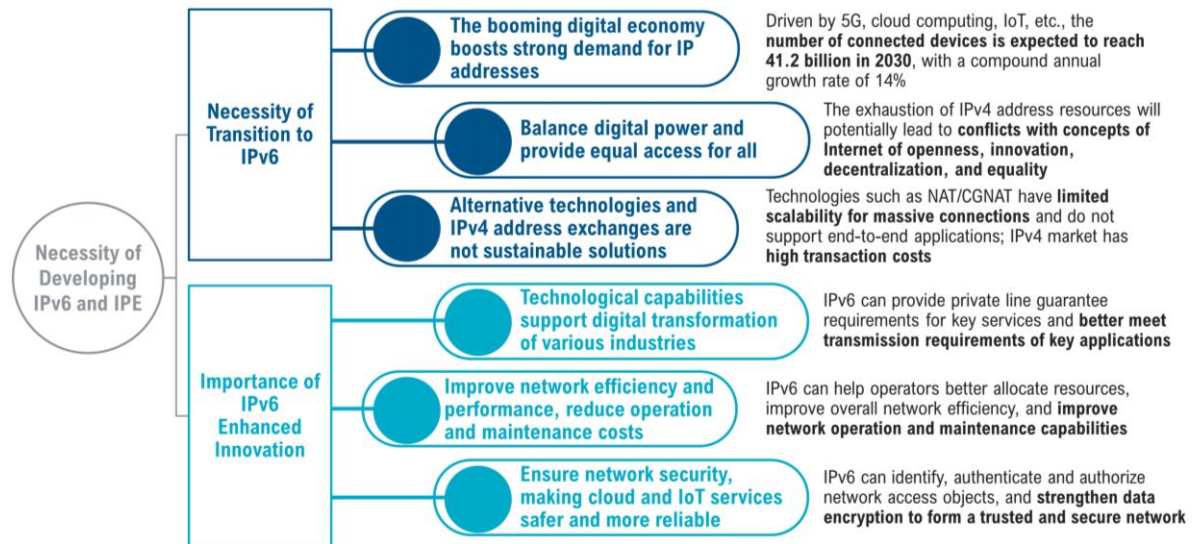 Necessity of
Developing
IPv6 and IPE
Necessity of
Transition to
IPv6
The booming digital economy
boosts strong demand for IP
addresses
Driven by 5G, cloud computing, IoT, etc., the
number of connected devices is expected to reach
41.2 billion in 2030, with a compound annual
growth rate of 14%
Balance digital power and
provide equal access for all
The exhaustion of IPv4 address resources will
potentially lead to conflicts with concepts of
Internet of openness, innovation,
decentralization, and equality
Alternative technologies and
IPv4 address exchanges are
not sustainable solutions
Technologies such as NAT/CGNAT have limited
scalability for massive connections and do not
support end-to-end applications; IPv4 market has
high transaction costs
Importance of
IPv6
Enhanced
Innovation
Technological capabilities
support digital transformation
of various industries
IPv6 can provide private line guarantee
requirements for key services and better meet
transmission requirements of key applications
Improve network efficiency and
performance, reduce operation
and maintenance costs
IPv6 can help operators better allocate resources,
improve overall network efficiency, and improve
network operation and maintenance capabilities
Ensure network security,
making cloud and IoT services
safer and more reliable
IPv6 can identify, authenticate and authorize
network access objects, and strengthen data
encryption to form a trusted and secure network